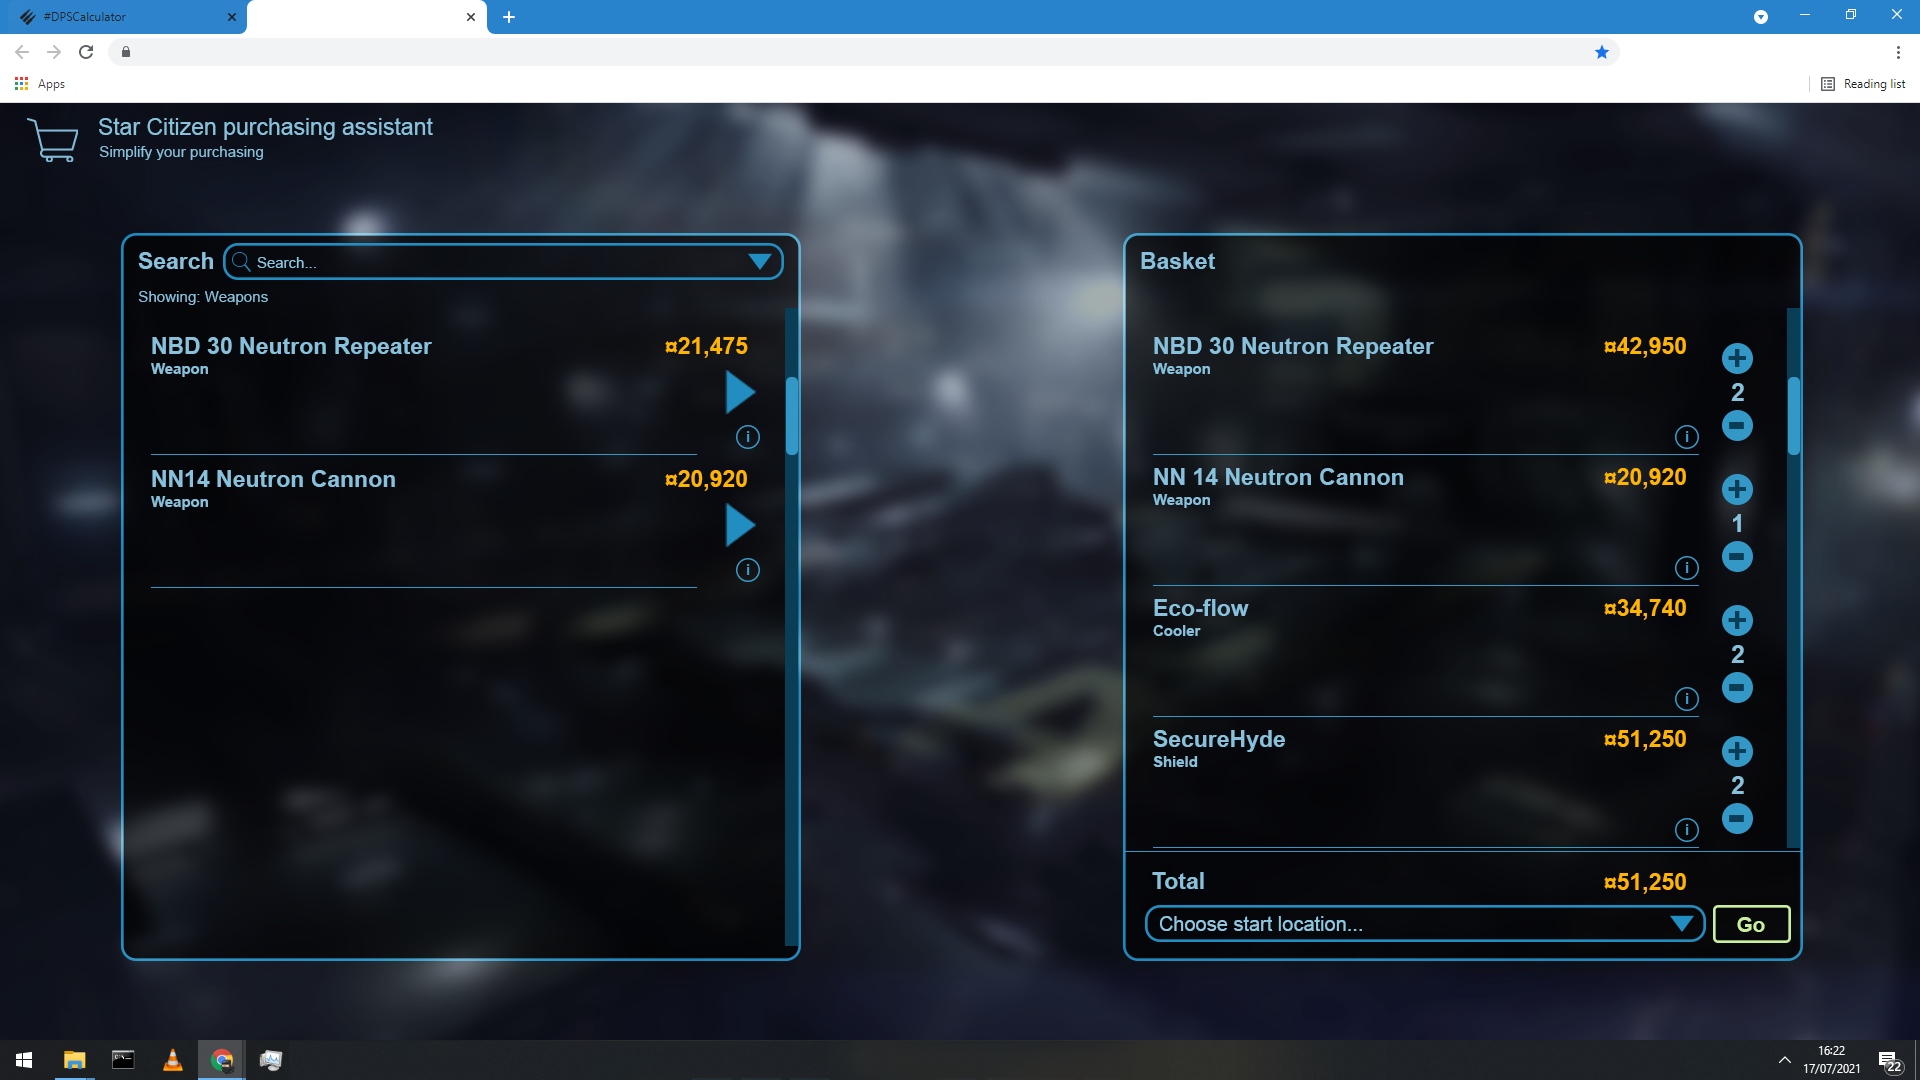 #DPSCalculator
Apps
Reading list
Star Citizen purchasing assistant
Simplify your purchasing
Search
Search...
Showing: Weapons
NBD 30 Neutron Repeater
¤21,475
Weapon
i
NN14 Neutron Cannon
¤20,920
Weapon
i
Basket
NBD 30 Neutron Repeater
¤42,950
Weapon
2
i
NN 14 Neutron Cannon
¤20,920
Weapon
1
i
Eco-flow
¤34,740
Cooler
2
i
SecureHyde
¤51,250
Shield
2
i
Total
¤51,250
Choose start location...
Go
16:22
17/07/2021
22